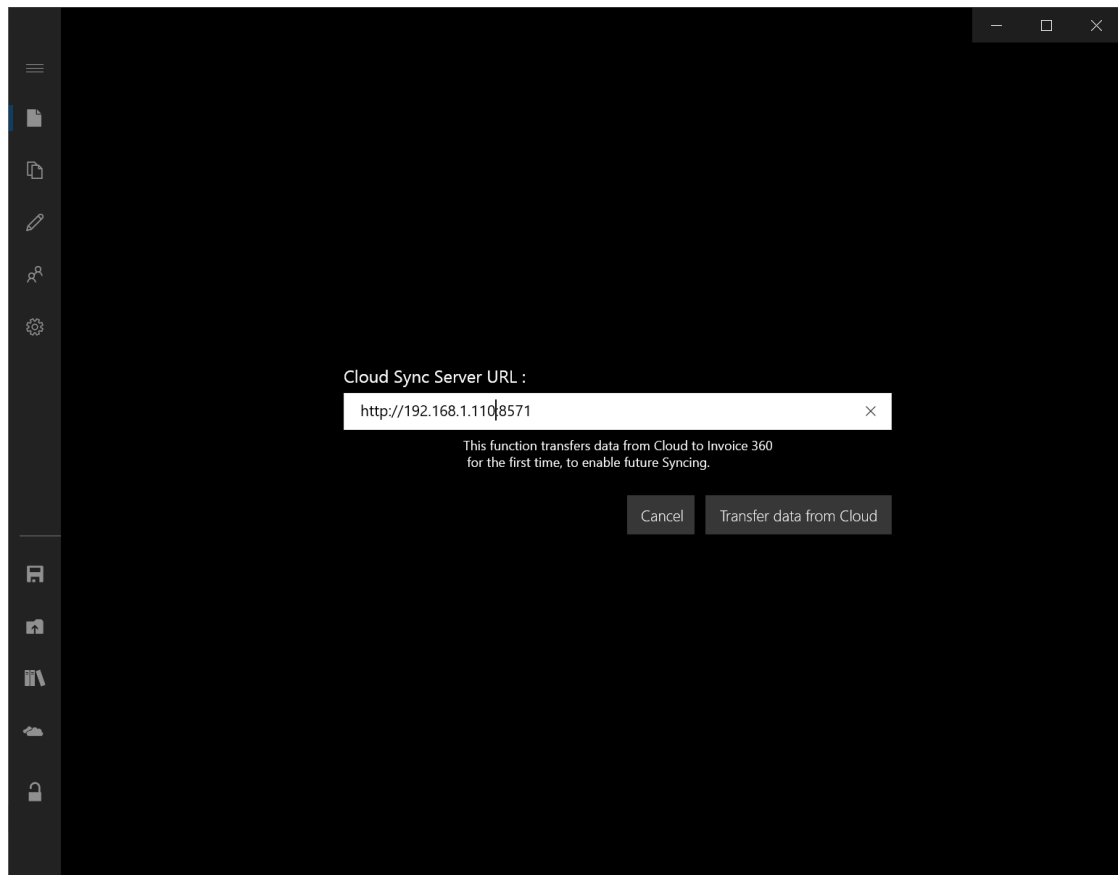 Cloud Sync Server URL :
http://192.168.1.110:8571
This function transfers data from Cloud to Invoice 360
for the first time, to enable future Syncing.
Cancel
Transfer data from Cloud